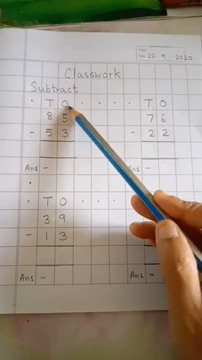 22.9.2020
Classwork
Subtract
T O T O
8 5 7 6
- 5 3 - 2 2
Ans - Ans -
T O
3 9
- 1 3
Ans - Ans -